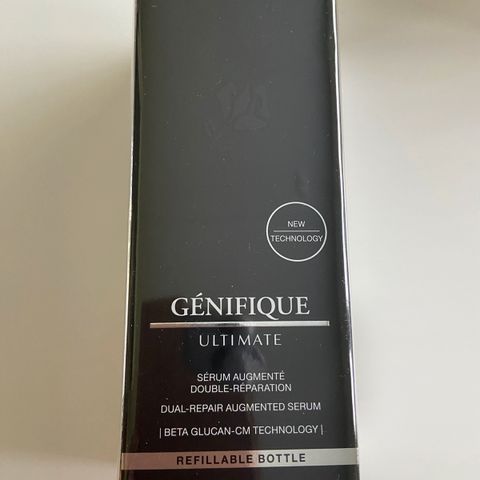 NEW
TECHNOLOGY
GÉNIFIQUE
ULTIMATE
SÉRUM AUGMENTÉ
DOUBLE-RÉPARATION
DUAL-REPAIR AUGMENTED SERUM
| BETA GLUCAN-CM TECHNOLOGY |
REFILLABLE BOTTLE